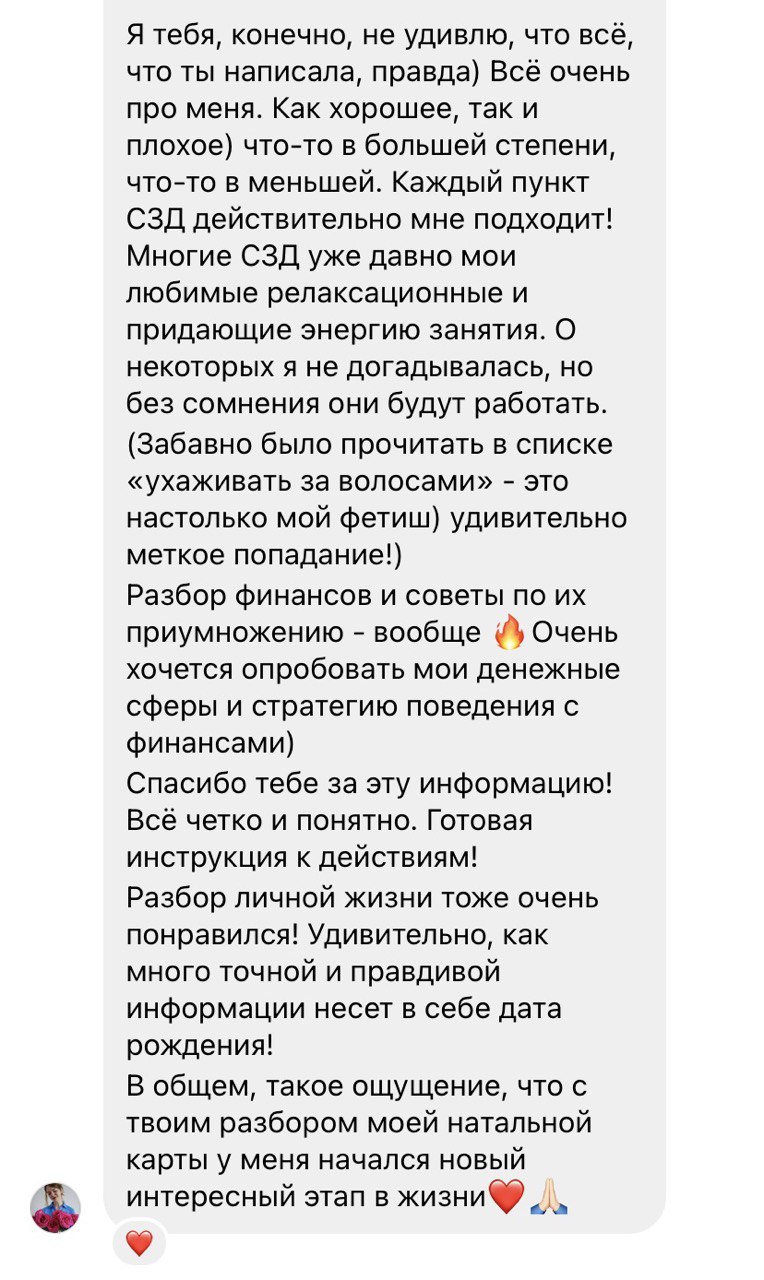 Я тебя, конечно, не удивлю, что всё,
что ты написала, правда) Всё очень
про меня. Как хорошее, так и
плохое) что-то в большей степени,
что-то в меньшей. Каждый пункт
СЗД действительно мне подходит!
Многие СЗД уже давно мои
любимые релаксационные и
придающие энергию занятия. О
некоторых я не догадывалась, но
без сомнения они будут работать.
(Забавно было прочитать в списке
«ухаживать за волосами» - это
настолько мой фетиш) удивительно
меткое попадание!)
Разбор финансов и советы по их
приумножению - вообще 🔥 Очень
хочется опробовать мои денежные
сферы и стратегию поведения с
финансами)
Спасибо тебе за эту информацию!
Всё четко и понятно. Готовая
инструкция к действиям!
Разбор личной жизни тоже очень
понравился! Удивительно, как
много точной и правдивой
информации несет в себе дата
рождения!
В общем, такое ощущение, что с
твоим разбором моей натальной
карты у меня начался новый
интересный этап в жизни❤️🙏🏻